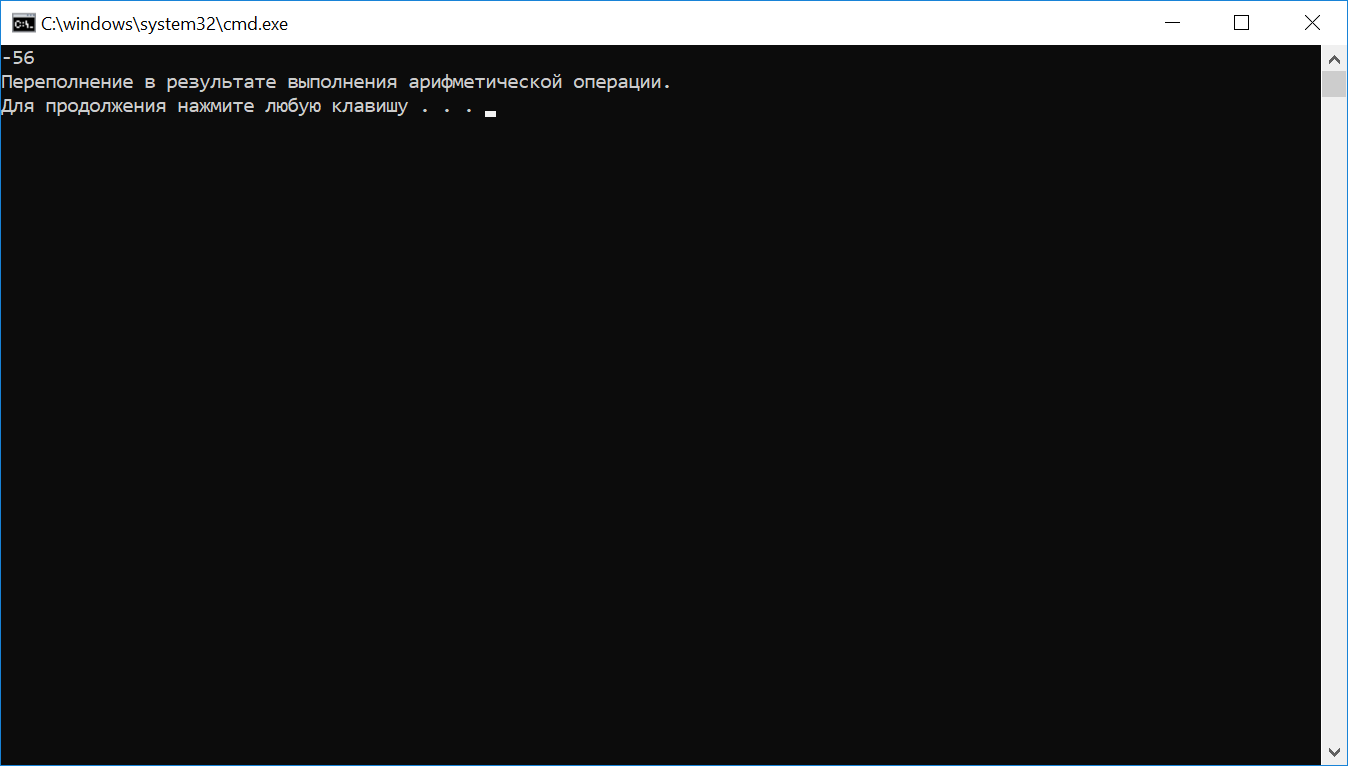 C:\windows\system32\cmd.exe
-56
Переполнение в результате выполнения арифметической операции.
Для продолжения нажмите любую клавишу . . .